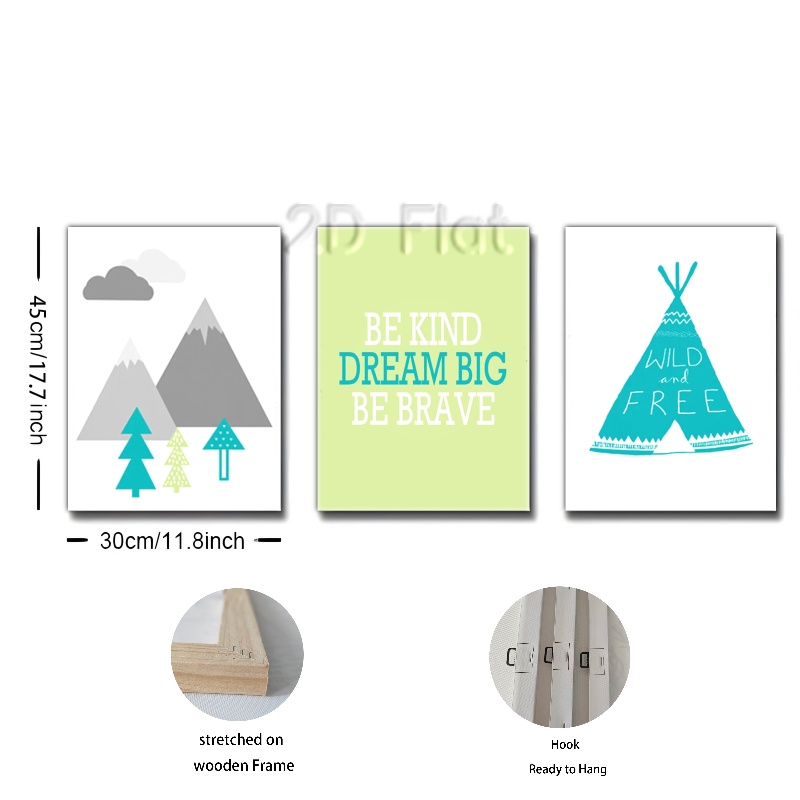 2D Flat
45cm/17.7inch
BE KIND
DREAM BIG
BE BRAVE
WILD
and
FREE
30cm/11.8inch
stretched on
wooden Frame
Hook
Ready to Hang